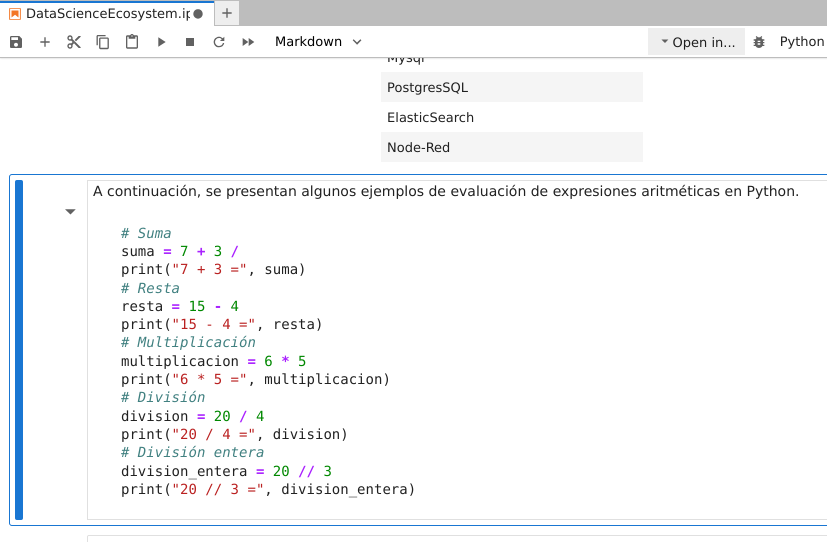 DataScienceEcosystem.ip
Markdown
Open in...
Python
Mysql
PostgresSQL
ElasticSearch
Node-Red
A continuación, se presentan algunos ejemplos de evaluación de expresiones aritméticas en Python.
# Suma
suma = 7 + 3 /
print("7 + 3 =", suma)
# Resta
resta = 15 - 4
print("15 - 4 =", resta)
# Multiplicación
multiplicacion = 6 * 5
print("6 * 5 =", multiplicacion)
# División
division = 20 / 4
print("20 / 4 =", division)
# División entera
division_entera = 20 // 3
print("20 // 3 =", division_entera)